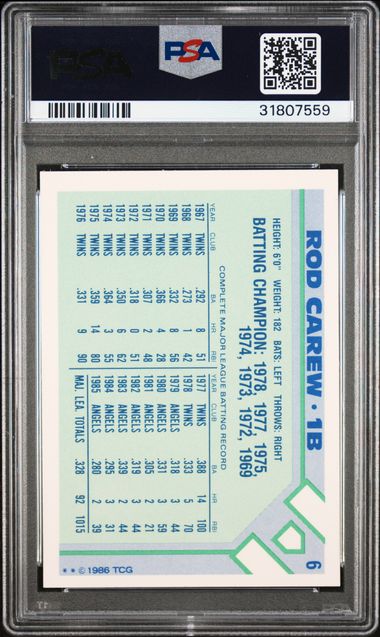 PSA
PSA
31807559
6
ROD CAREW • 1B
HEIGHT: 6'0" WEIGHT: 182 BATS: LEFT THROWS: RIGHT
BATTING CHAMPION: 1978, 1977, 1975,
1974, 1973, 1972, 1969
COMPLETE MAJOR LEAGUE BATTING RECORD
YEAR CLUB BA HR RBI YEAR CLUB BA HR RBI
1967 TWINS .292 8 51 1977 TWINS .388 14 100
1968 TWINS .273 1 42 1978 TWINS .333 5 70
1969 TWINS .332 8 56 1979 ANGELS .318 3 44
1970 TWINS .366 4 28 1980 ANGELS .331 3 59
1971 TWINS .307 2 48 1981 ANGELS .305 2 21
1972 TWINS .318 0 51 1982 ANGELS .319 3 44
1973 TWINS .350 6 62 1983 ANGELS .339 2 44
1974 TWINS .364 3 55 1984 ANGELS .295 3 31
1975 TWINS .359 14 80 1985 ANGELS .280 2 39
1976 TWINS .331 9 90 MAJ. LEA. TOTALS .328 92 1015
**©1986 TCG